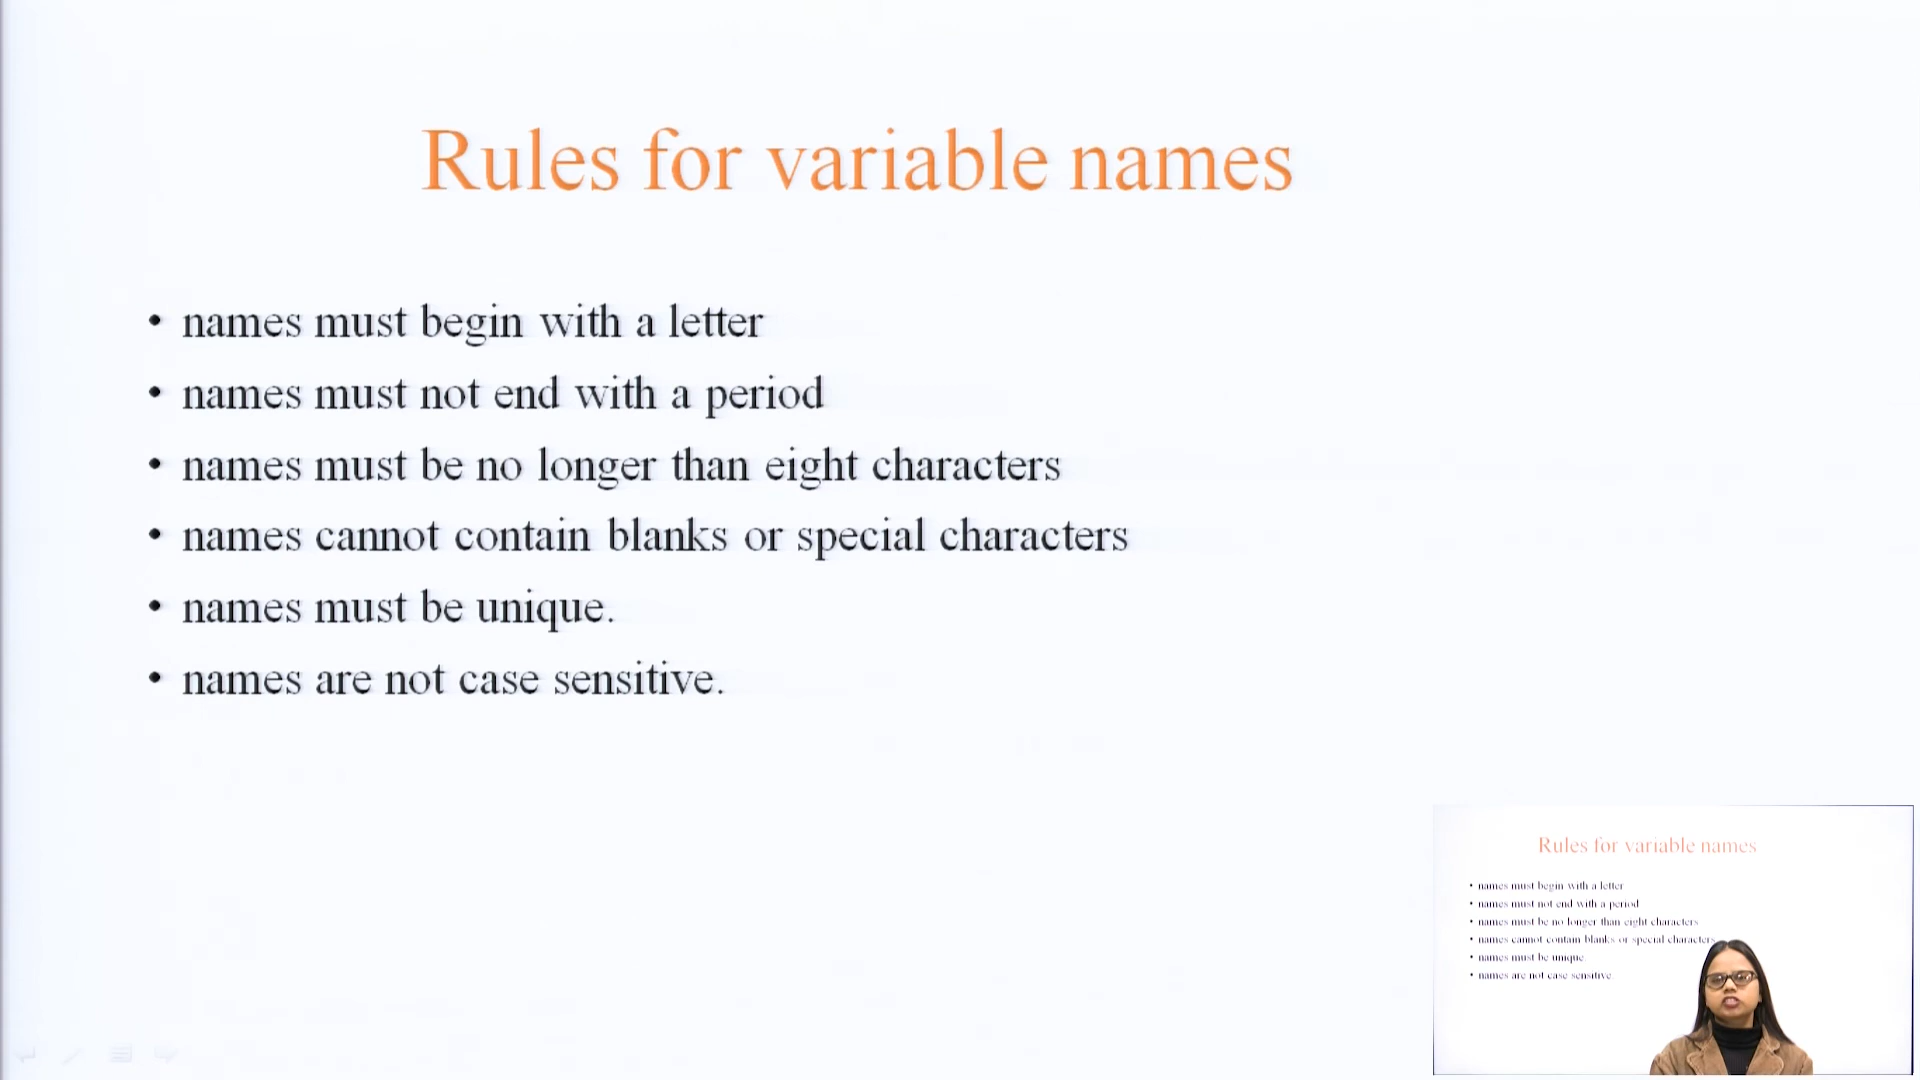 Rules for variable names
• names must begin with a letter
• names must not end with a period
• names must be no longer than eight characters
• names cannot contain blanks or special characters
• names must be unique.
• names are not case sensitive.
Rules for variable names
• names must begin with a letter
• names must not end with a period
• names must be no longer than eight characters
• names cannot contain blanks or special characters
• names must be unique.
• names are not case sensitive.